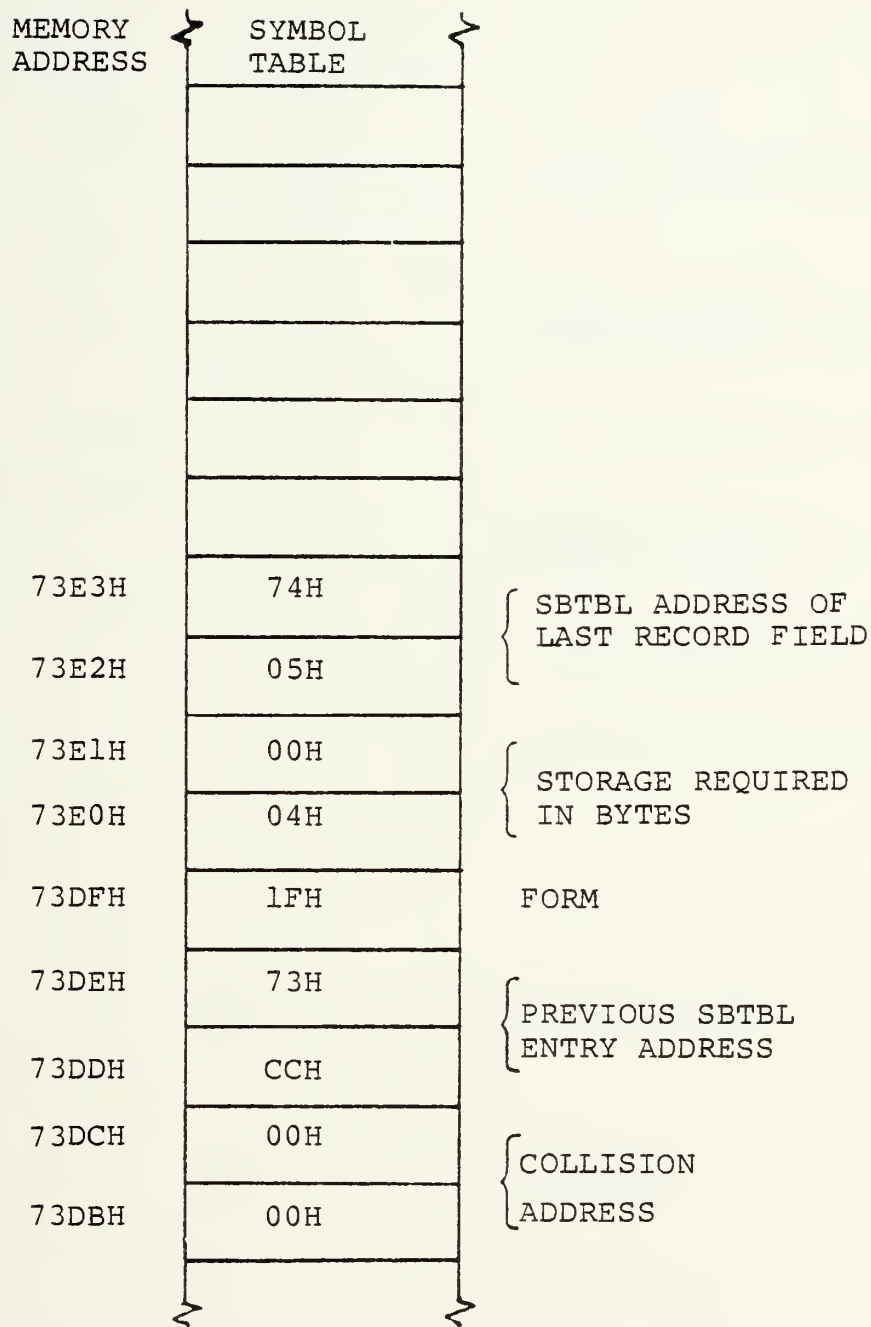 MEMORY ADDRESS
SYMBOL TABLE
73E3H 74H
SBTBL ADDRESS OF
LAST RECORD FIELD
73E2H 05H
73E1H 00H
STORAGE REQUIRED
IN BYTES
73E0H 04H
73DFH 1FH FORM
73DEH 73H
PREVIOUS SBTBL
ENTRY ADDRESS
73DDH CCH
73DCH 00H
COLLISION
ADDRESS
73DBH 00H